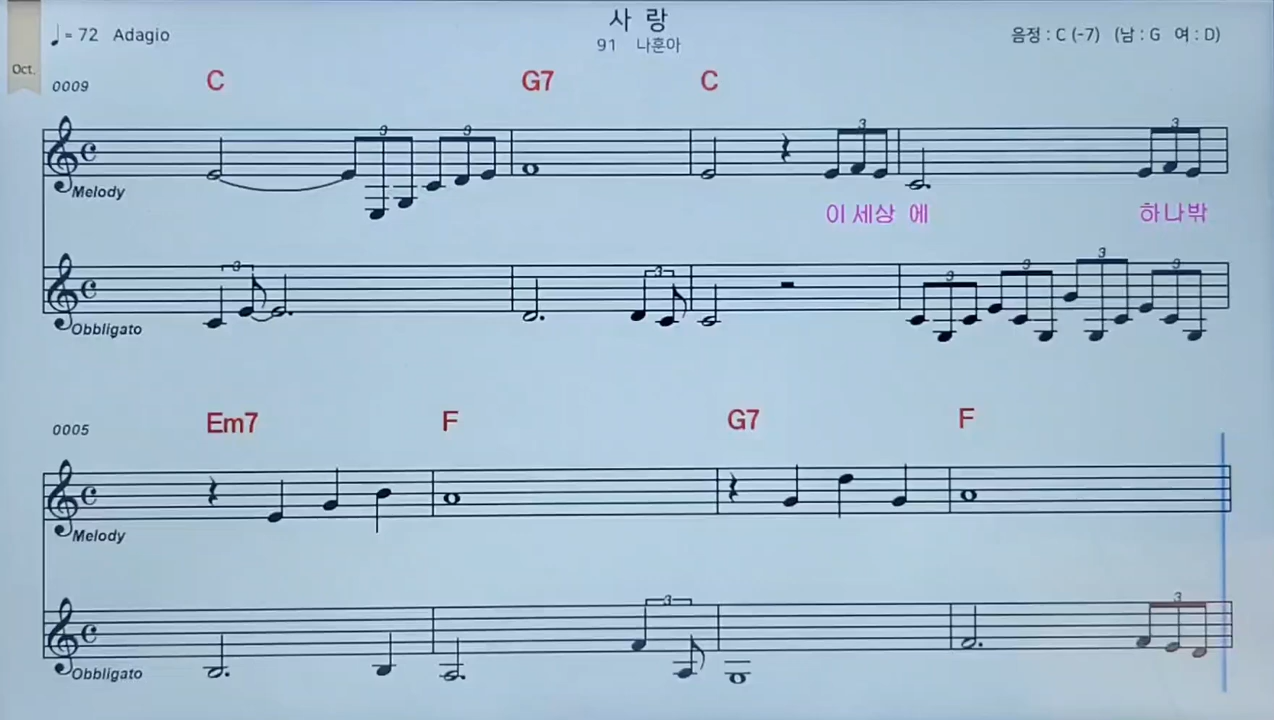 사 랑
♩= 72 Adagio
91 나훈아
음정 : C (-7) (남 : G 여 : D)
Oct.
0009
C G7 C
3 3 3 3
Melody
이 세상 에 하나밖
3 3 3 3 3 3
Obbligato
0005
Em7 F G7 F
Melody
3 3
Obbligato